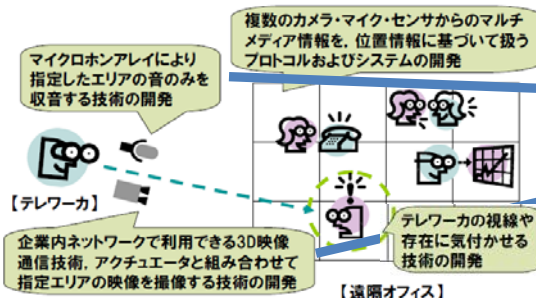 複数のカメラ・マイク・センサからのマルチ
メディア情報を，位置情報に基づいて扱う
プロトコルおよびシステムの開発
マイクロホンアレイにより
指定したエリアの音のみを
収音する技術の開発
【テレワーカ】
企業内ネットワークで利用できる3D映像
通信技術，アクチュエータと組み合わせて
指定エリアの映像を撮像する技術の開発
テレワーカの視線や
存在に気付かせる
技術の開発
【遠隔オフィス】